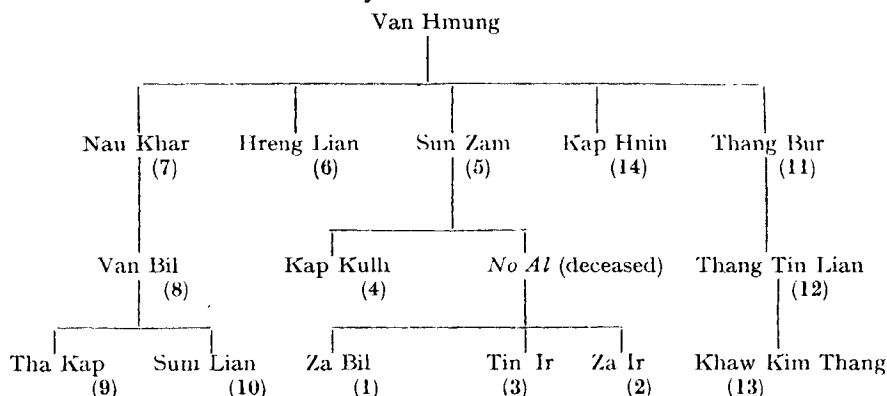 Van Hmung
Nau Khar Hreng Lian Sun Zam Kap Hnin Thang Bur
(7) (6) (5) (14) (11)
Van Bil Kap Kulh No Al (deceased) Thang Tin Lian
(8) (4) (12)
Tha Kap Sum Lian Za Bil Tin Ir Za Ir Khaw Kim Thang
(9) (10) (1) (3) (2) (13)